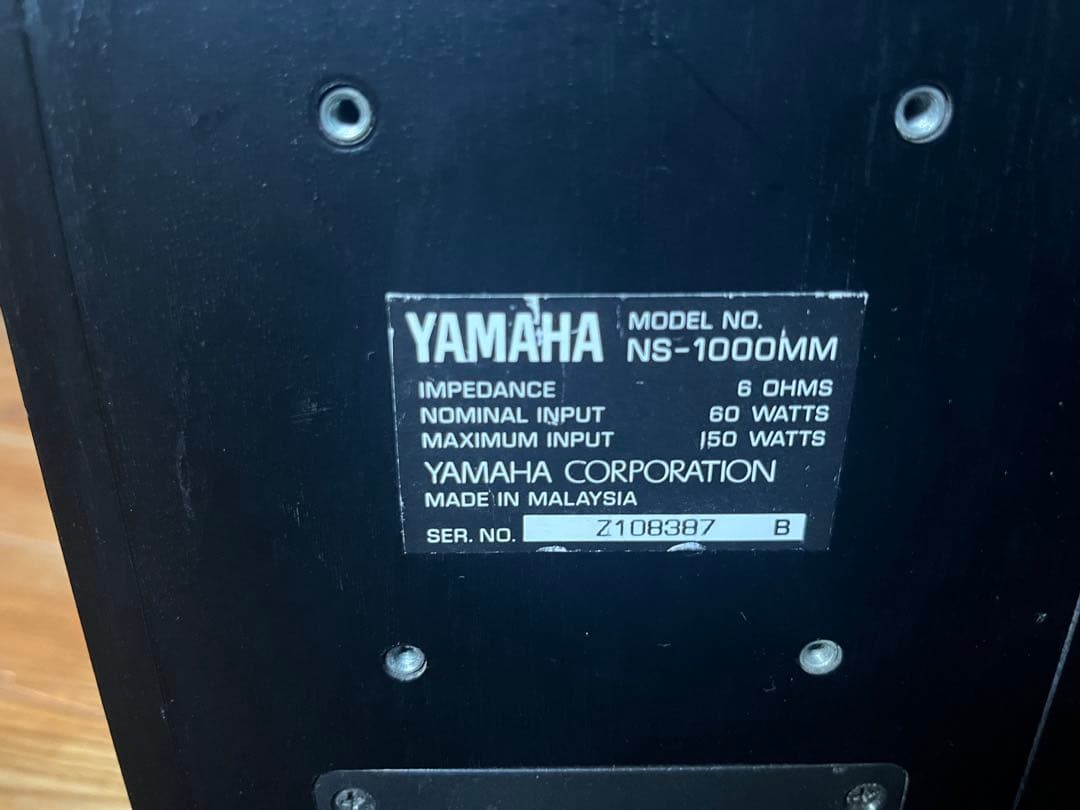 YAMAHA MODEL NO.
NS-1000MM
IMPEDANCE 6 OHMS
NOMINAL INPUT 60 WATTS
MAXIMUM INPUT 150 WATTS
YAMAHA CORPORATION
MADE IN MALAYSIA
SER. NO. Z108387 B